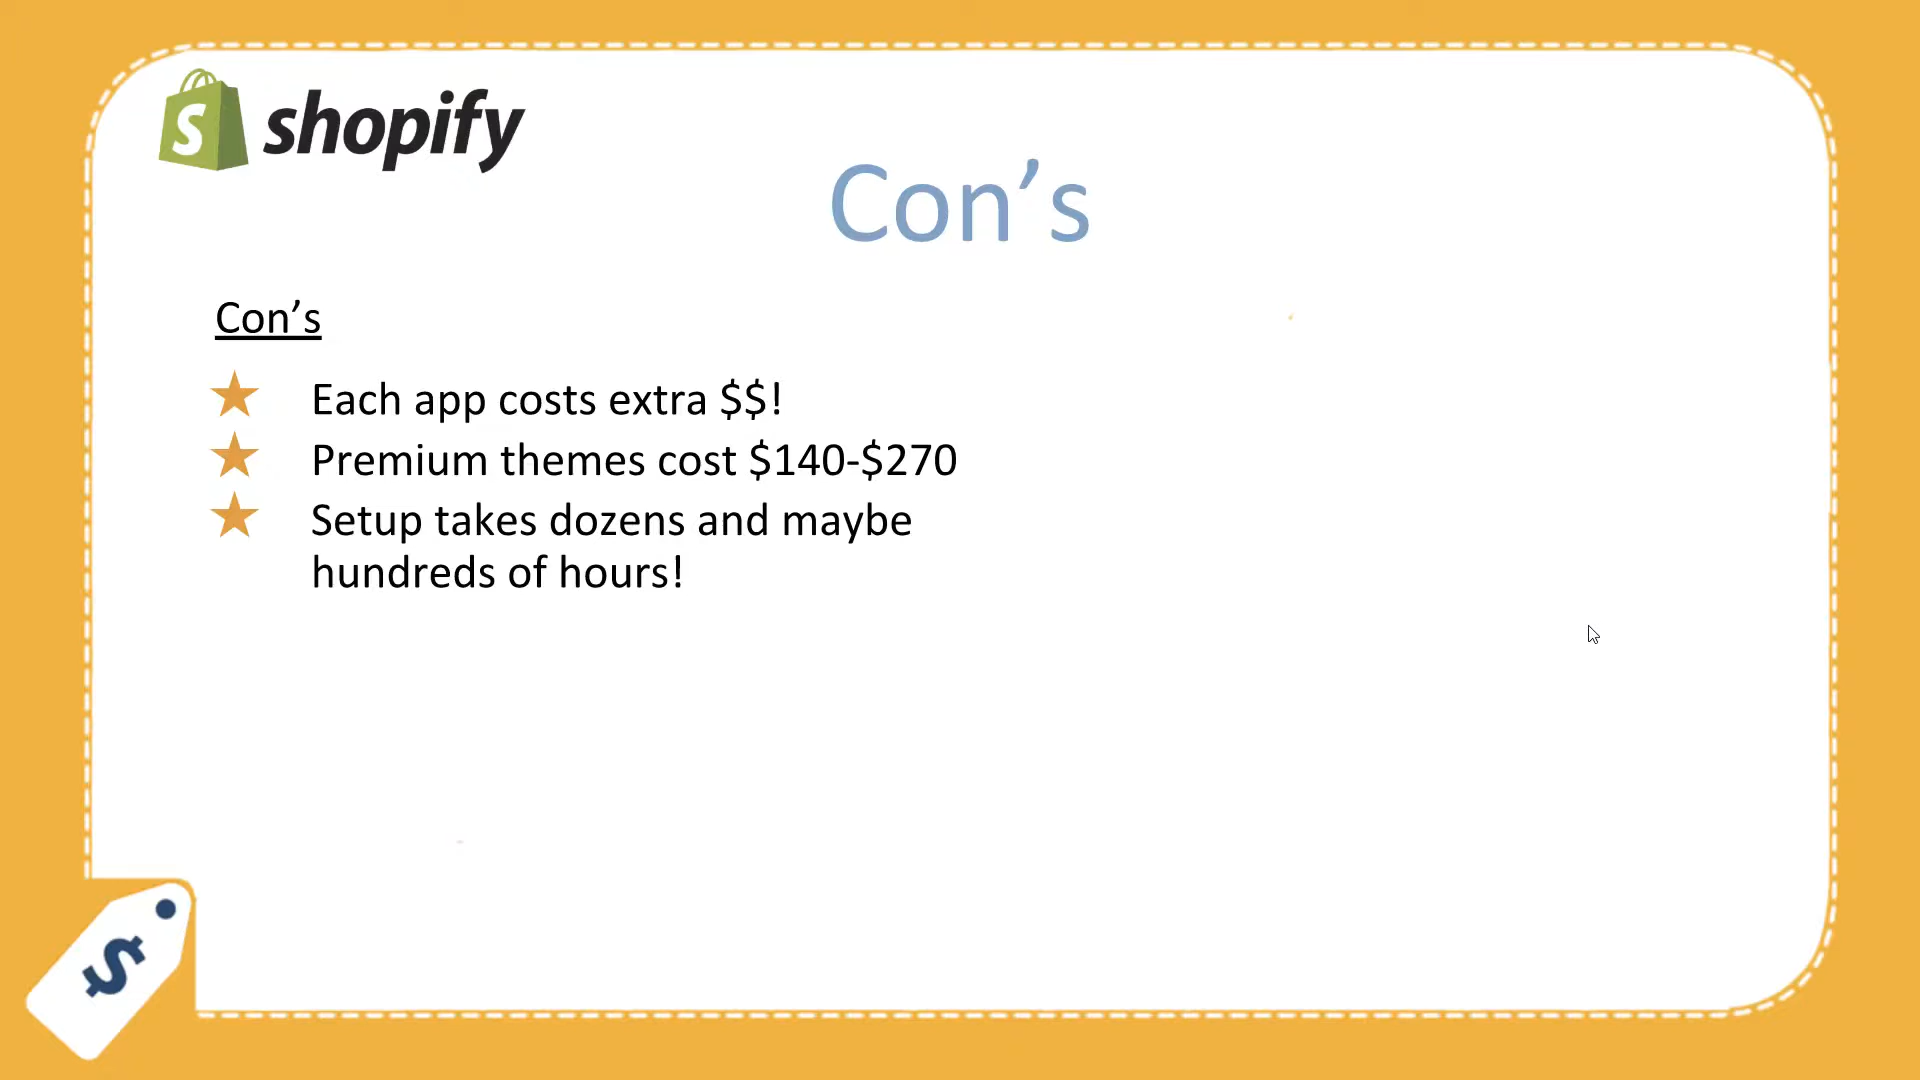 shopify
Con’s
Con’s
Each app costs extra $$!
Premium themes cost $140-$270
Setup takes dozens and maybe
hundreds of hours!
$